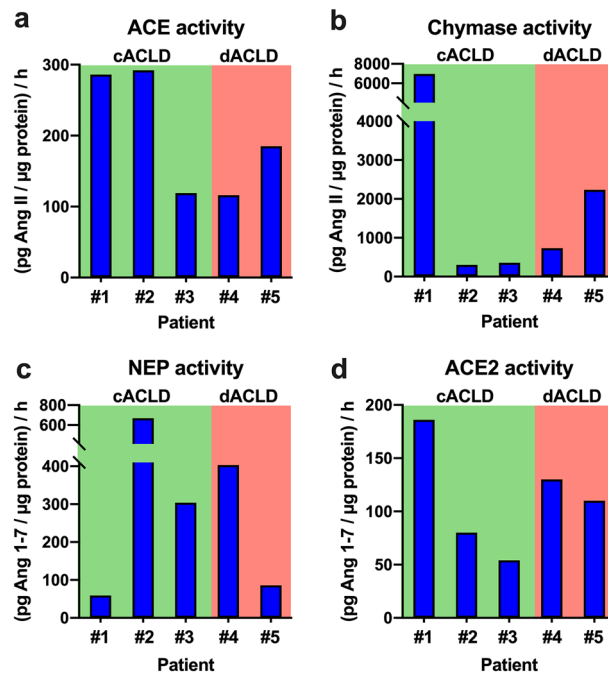 a
ACE activity
cACLD dACLD
(pg Ang II / µg protein) / h
300
200
100
0
#1 #2 #3 #4 #5
Patient
b
Chymase activity
cACLD dACLD
(pg Ang II / µg protein) / h
8000
6000
4000
3000
2000
1000
0
#1 #2 #3 #4 #5
Patient
c
NEP activity
cACLD dACLD
(pg Ang 1-7 / µg protein) / h
800
600
400
300
200
100
0
#1 #2 #3 #4 #5
Patient
d
ACE2 activity
cACLD dACLD
(pg Ang 1-7 / µg protein) / h
200
150
100
50
0
#1 #2 #3 #4 #5
Patient